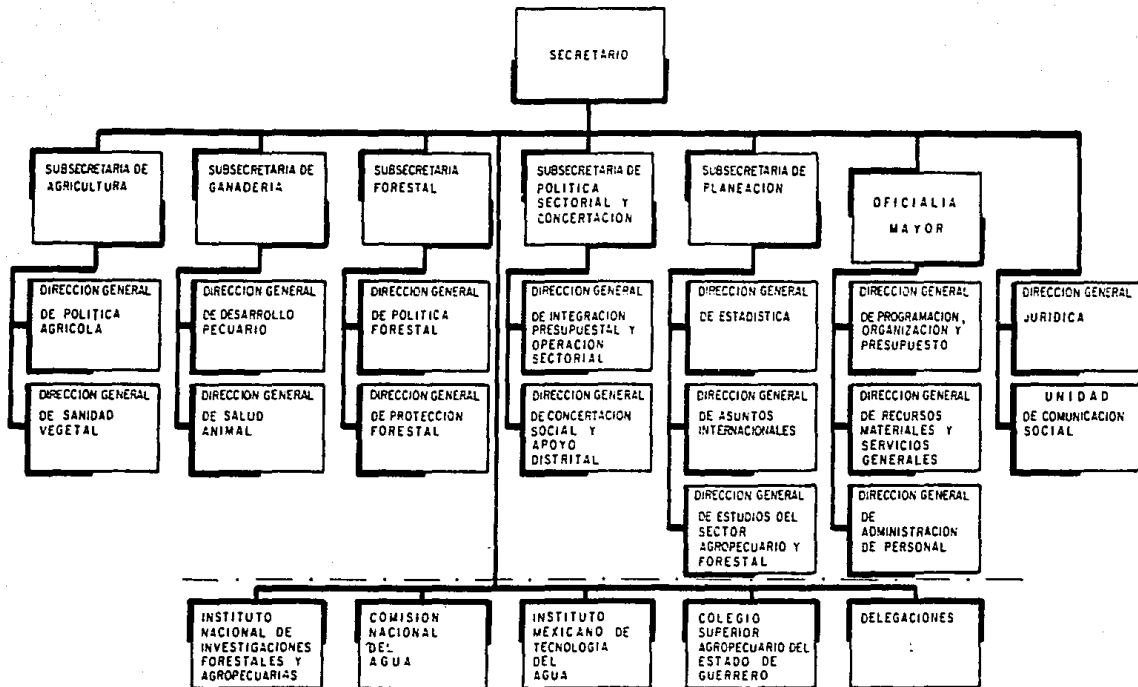 SECRETARIO
SUBSECRETARIA DE
AGRICULTURA
SUBSECRETARIA DE
GANADERIA
SUBSECRETARIA
FORESTAL
SUBSECRETARIA DE
POLITICA
SECTORIAL Y
CONCERTACION
SUBSECRETARIA DE
PLANEACION
OFICIALIA
MAYOR
DIRECCION GENERAL
DE POLITICA
AGRICOLA
DIRECCION GENERAL
DE DESARROLLO
PECUARIO
DIRECCION GENERAL
DE POLITICA
FORESTAL
DIRECCION GENERAL
DE INTEGRACION
PRESUPUESTAL Y
OPERACION
SECTORIAL
DIRECCION GENERAL
DE ESTADISTICA
DIRECCION GENERAL
DE PROGRAMACION,
ORGANIZACION Y
PRESUPUESTO
DIRECCION GENERAL
JURIDICA
DIRECCION GENERAL
DE SANIDAD
VEGETAL
DIRECCION GENERAL
DE SALUD
ANIMAL
DIRECCION GENERAL
DE PROTECCION
FORESTAL
DIRECCION GENERAL
DE CONCERTACION
SOCIAL Y
APOYO
DISTRITAL
DIRECCION GENERAL
DE ASUNTOS
INTERNACIONALES
DIRECCION GENERAL
DE RECURSOS
MATERIALES Y
SERVICIOS
GENERALES
UNIDAD
DE COMUNICACION
SOCIAL
DIRECCION GENERAL
DE ESTUDIOS DEL
SECTOR
AGROPECUARIO Y
FORESTAL
DIRECCION GENERAL
DE
ADMINISTRACION
DE PERSONAL
INSTITUTO
NACIONAL DE
INVESTIGACIONES
FORESTALES Y
AGROPECUARIAS
COMISION
NACIONAL
DEL
AGUA
INSTITUTO
MEXICANO DE
TECNOLOGIA
DEL
AGUA
COLEGIO
SUPERIOR
AGROPECUARIO DEL
ESTADO DE
GUERRERO
DELEGACIONES